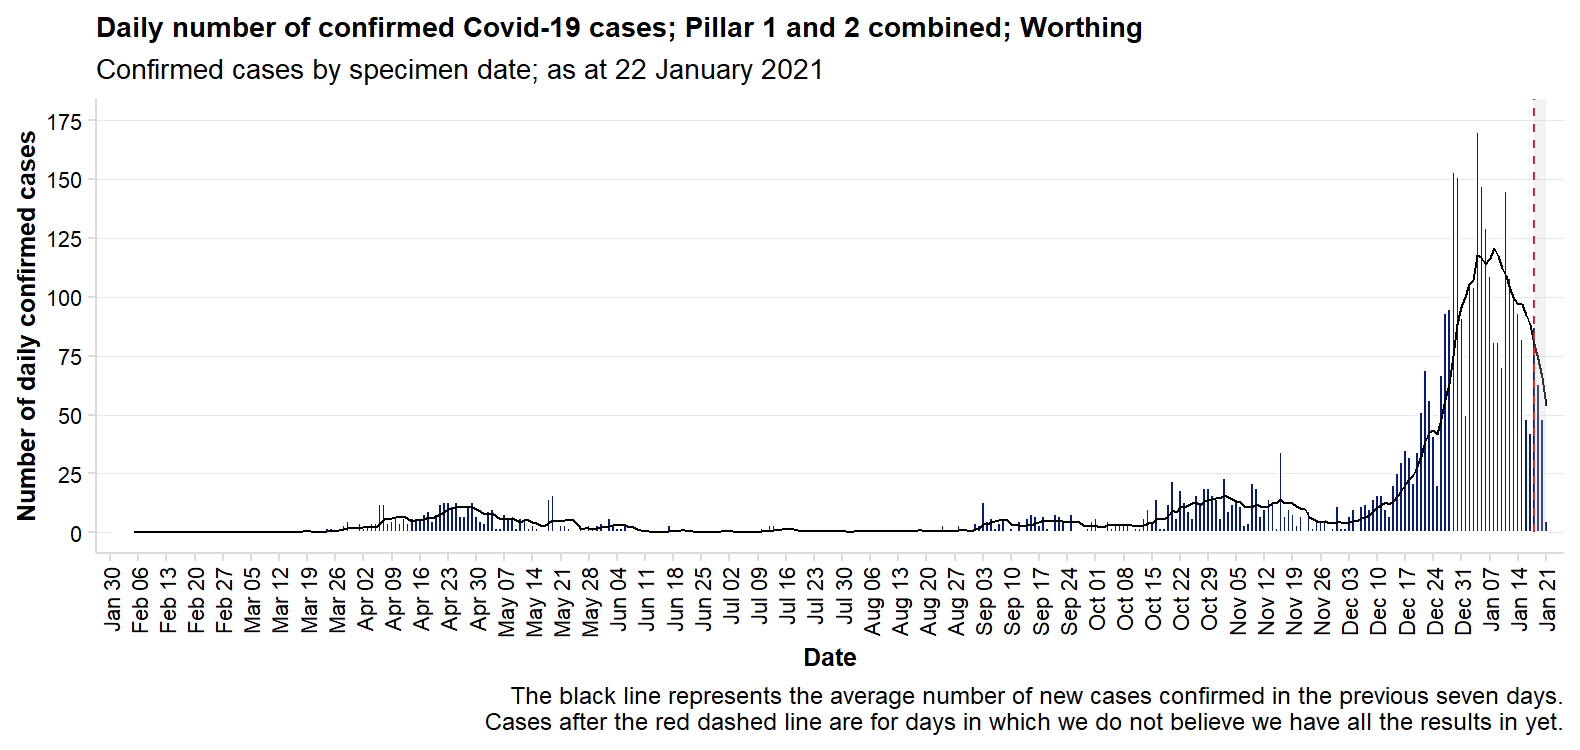 Daily number of confirmed Covid-19 cases; Pillar 1 and 2 combined; Worthing
Confirmed cases by specimen date; as at 22 January 2021
Number of daily confirmed cases
175
150
125
100
75
50
25
0
Jan 30
Feb 06
Feb 13
Feb 20
Feb 27
Mar 05
Mar 12
Mar 19
Mar 26
Apr 02
Apr 09
Apr 16
Apr 23
Apr 30
May 07
May 14
May 21
May 28
Jun 04
Jun 11
Jun 18
Jun 25
Jul 02
Jul 09
Jul 16
Jul 23
Jul 30
Aug 06
Aug 13
Aug 20
Aug 27
Sep 03
Sep 10
Sep 17
Sep 24
Oct 01
Oct 08
Oct 15
Oct 22
Oct 29
Nov 05
Nov 12
Nov 19
Nov 26
Dec 03
Dec 10
Dec 17
Dec 24
Dec 31
Jan 07
Jan 14
Jan 21
Date
The black line represents the average number of new cases confirmed in the previous seven days.
Cases after the red dashed line are for days in which we do not believe we have all the results in yet.